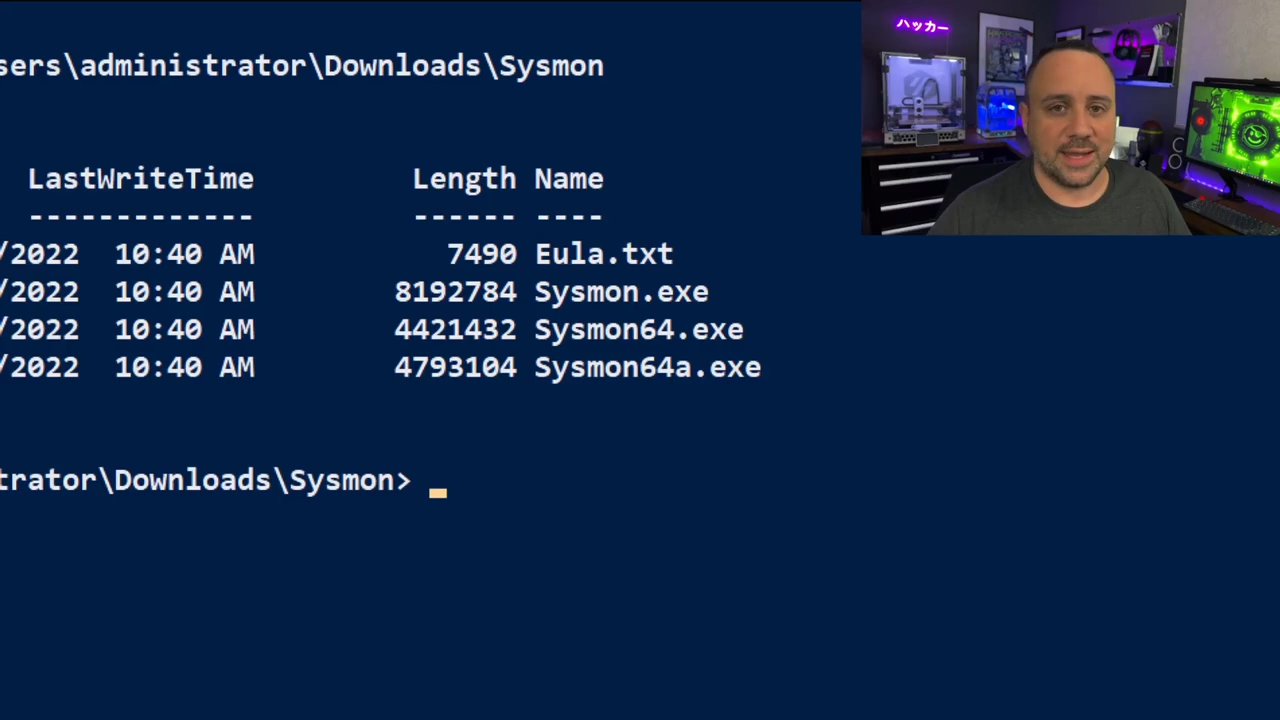 sers\administrator\Downloads\Sysmon
LastWriteTime Length Name
------------- ------ ----
/2022 10:40 AM 7490 Eula.txt
/2022 10:40 AM 8192784 Sysmon.exe
/2022 10:40 AM 4421432 Sysmon64.exe
/2022 10:40 AM 4793104 Sysmon64a.exe
trator\Downloads\Sysmon>
ハッカー